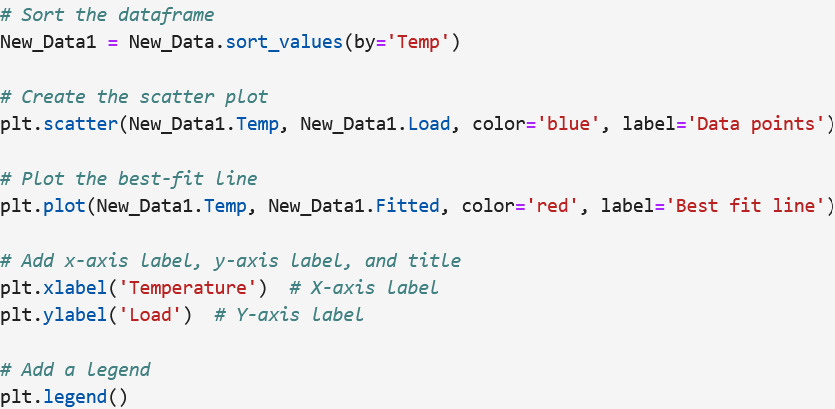 # Sort the dataframe
New_Data1 = New_Data.sort_values(by='Temp')
# Create the scatter plot
plt.scatter(New_Data1.Temp, New_Data1.Load, color='blue', label='Data points')
# Plot the best-fit line
plt.plot(New_Data1.Temp, New_Data1.Fitted, color='red', label='Best fit line')
# Add x-axis label, y-axis label, and title
plt.xlabel('Temperature')  # X-axis label
plt.ylabel('Load')  # Y-axis label
# Add a legend
plt.legend()